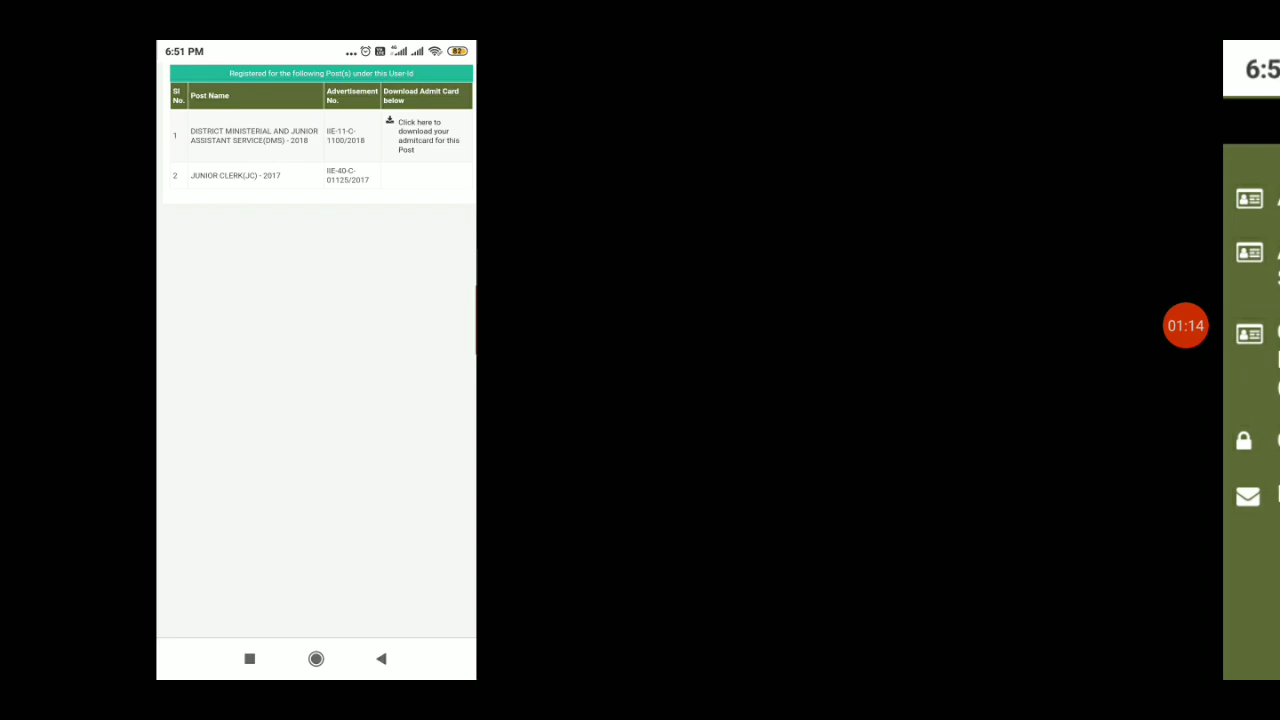 6:51 PM
4G
82
Registered for the following Post(s) under this User-Id
Sl No.
Post Name
Advertisement No.
Download Admit Card below
1
DISTRICT MINISTERIAL AND JUNIOR
ASSISTANT SERVICE(DMS) - 2018
IIE-11-C-
1100/2018
Click here to
download your
admitcard for this
Post
2
JUNIOR CLERK(JC) - 2017
IIE-40-C-
01125/2017
01:14
6:5